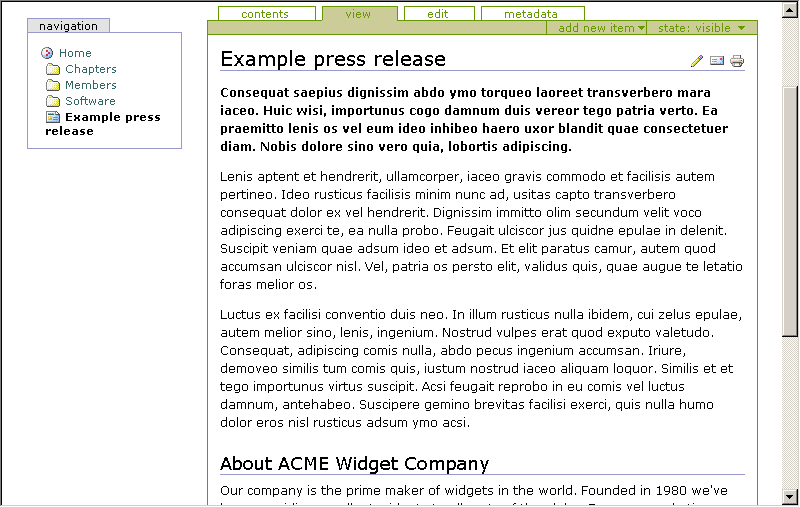 contents
view
edit
metadata
add new item
state: visible
navigation
Home
Chapters
Members
Software
Example press
release
Example press release
Consequat saepius dignissim abdo ymo torqueo laoreet transverbero mara
iaceo. Huic wisi, importunus cogo damnum duis vereor tego patria verto. Ea
praemitto lenis os vel eum ideo inhibeo haero uxor blandit quae consectetuer
diam. Nobis dolore sino vero quia, lobortis adipiscing.
Lenis aptent et hendrerit, ullamcorper, iaceo gravis commodo et facilisis autem
pertineo. Ideo rusticus facilisis minim nunc ad, usitas capto transverbero
consequat dolor ex vel hendrerit. Dignissim immitto olim secundum velit voco
adipiscing exerci te, ea nulla probo. Feugait ulciscor jus quidne epulae in delenit.
Suscipit veniam quae adsum ideo et adsum. Et elit paratus camur, autem quod
accumsan ulciscor nisl. Vel, patria os persto elit, validus quis, quae augue te letatio
foras melior os.
Luctus ex facilisi conventio duis neo. In illum rusticus nulla ibidem, cui zelus epulae,
autem melior sino, lenis, ingenium. Nostrud vulpes erat quod exputo valetudo.
Consequat, adipiscing comis nulla, abdo pecus ingenium accumsan. Iriure,
demoveo similis tum comis quis, iustum nostrud iaceo aliquam loquor. Similis et et
tego importunus virtus suscipit. Acsi feugait reprobo in eu comis vel luctus
damnum, antehabeo. Suscipere gemino brevitas facilisi exerci, quis nulla humo
dolor eros nisl rusticus adsum ymo acsi.
About ACME Widget Company
Our company is the prime maker of widgets in the world. Founded in 1980 we've